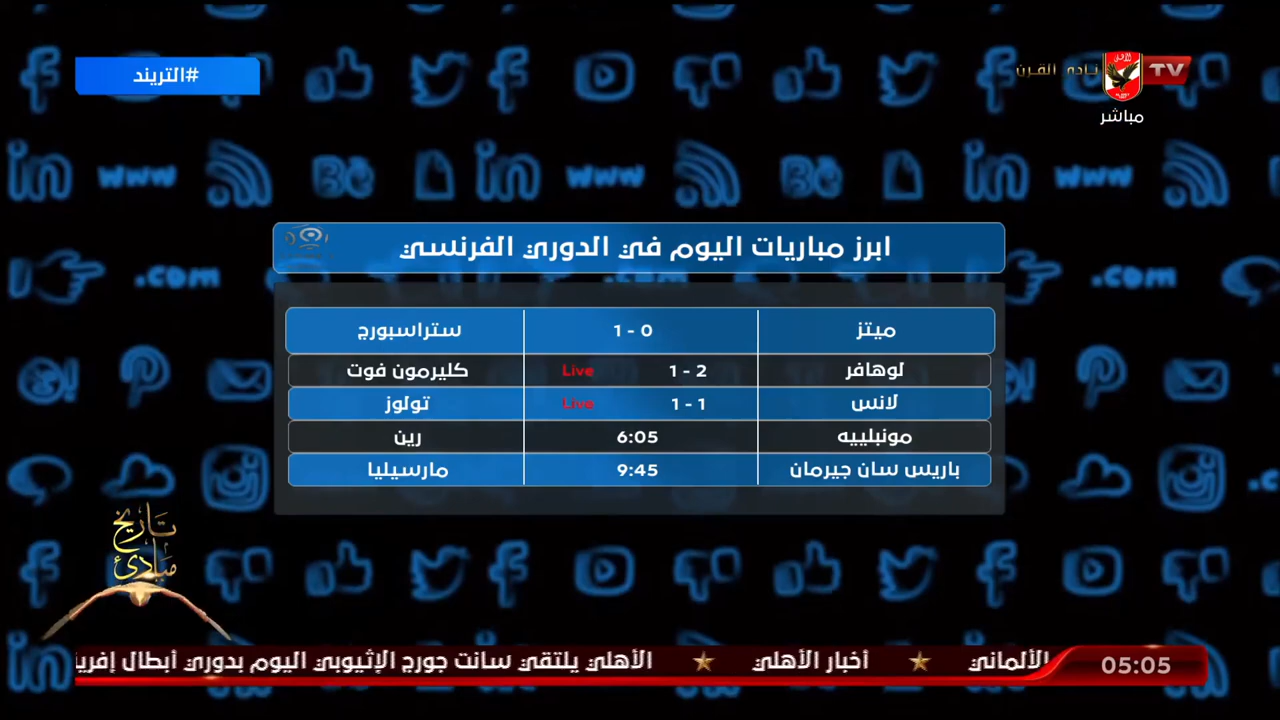 #التريند
نادي القرن
الأهلي
TV
مباشر
ابرز مباريات اليوم في الدوري الفرنسي
ميتز 0 - 1 ستراسبورج
لوهافر 2 - 1 Live كليرمون فوت
لانس 1 - 1 Live تولوز
مونبلييه 6:05 رين
باريس سان جيرمان 9:45 مارسيليا
تاريخ
مبادئ
05:05 الألماني ★ أخبار الأهلي ★ الأهلي يلتقي سانت جورج الإثيوبي اليوم بدوري أبطال إفري